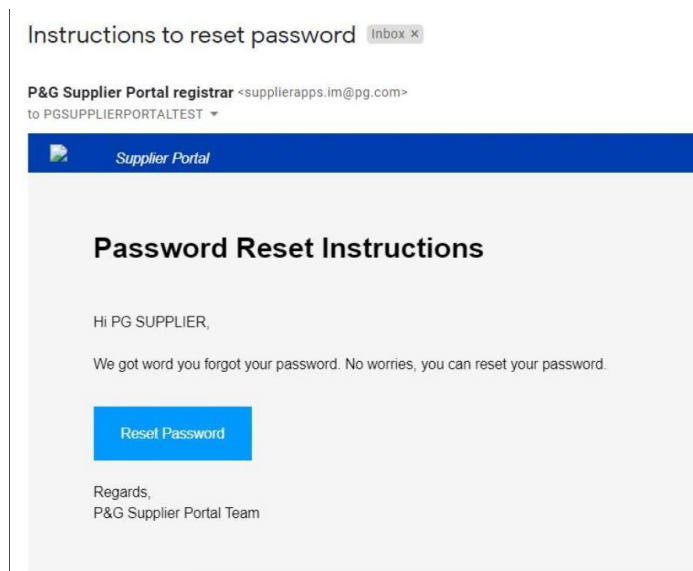 Instructions to reset password Inbox ×
P&G Supplier Portal registrar <supplierapps.im@pg.com>
to PGSUPPLIERPORTALTEST
Supplier Portal
Password Reset Instructions
Hi PG SUPPLIER,
We got word you forgot your password. No worries, you can reset your password.
Reset Password
Regards,
P&G Supplier Portal Team